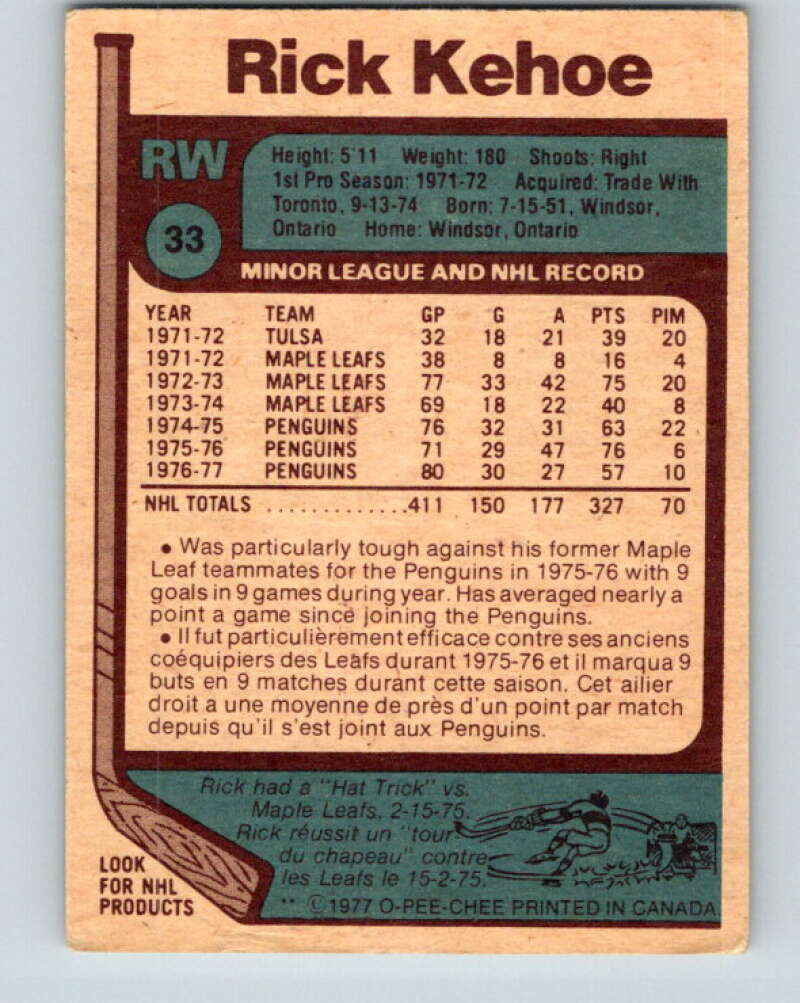 Rick Kehoe
RW
33
Height: 5'11 Weight: 180 Shoots: Right
1st Pro Season: 1971-72 Acquired: Trade With
Toronto, 9-13-74 Born: 7-15-51, Windsor,
Ontario Home: Windsor, Ontario
MINOR LEAGUE AND NHL RECORD
YEAR TEAM GP G A PTS PIM
1971-72 TULSA 32 18 21 39 20
1971-72 MAPLE LEAFS 38 8 8 16 4
1972-73 MAPLE LEAFS 77 33 42 75 20
1973-74 MAPLE LEAFS 69 18 22 40 8
1974-75 PENGUINS 76 32 31 63 22
1975-76 PENGUINS 71 29 47 76 6
1976-77 PENGUINS 80 30 27 57 10
NHL TOTALS .............411 150 177 327 70
• Was particularly tough against his former Maple
Leaf teammates for the Penguins in 1975-76 with 9
goals in 9 games during year. Has averaged nearly a
point a game since joining the Penguins.
• Il fut particulièrement efficace contre ses anciens
coéquipiers des Leafs durant 1975-76 et il marqua 9
buts en 9 matches durant cette saison. Cet ailier
droit a une moyenne de près d'un point par match
depuis qu'il s'est joint aux Penguins.
Rick had a "Hat Trick" vs.
Maple Leafs, 2-15-75.
Rick réussit un "tour
du chapeau" contre
les Leafs le 15-2-75.
LOOK
FOR NHL
PRODUCTS
** ©1977 O-PEE-CHEE PRINTED IN CANADA